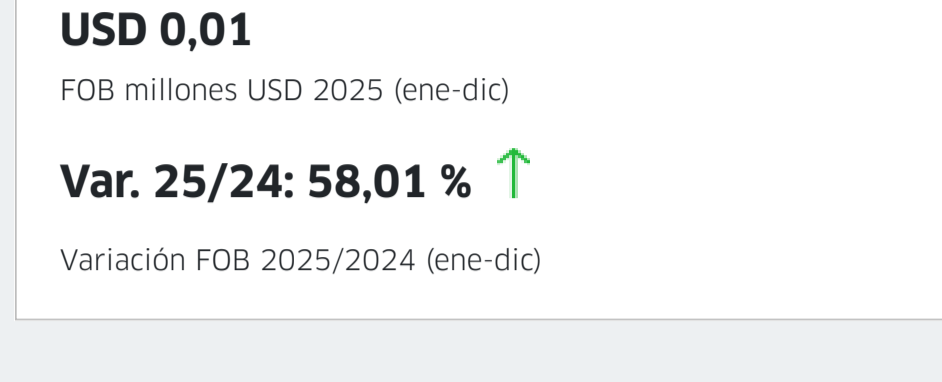 USD 0,01
FOB millones USD 2025 (ene-dic)
Var. 25/24: 58,01 %
Variación FOB 2025/2024 (ene-dic)